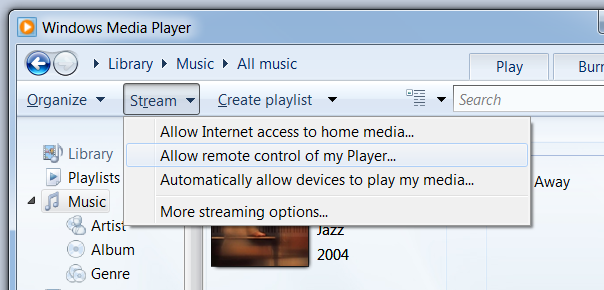 Windows Media Player
Library Music All music
Play
Burn
Organize Stream Create playlist
Search
Allow Internet access to home media...
Allow remote control of my Player...
Automatically allow devices to play my media...
More streaming options...
Library
Playlists
Music
Artist
Album
Genre
Away
Jazz
2004